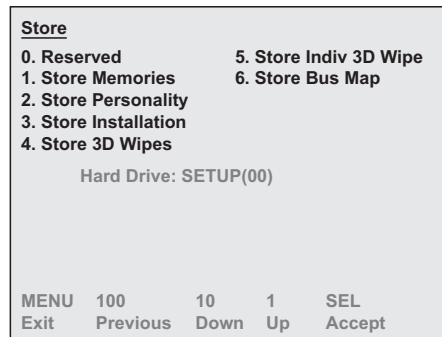 Store
0. Reserved
1. Store Memories
2. Store Personality
3. Store Installation
4. Store 3D Wipes
5. Store Indiv 3D Wipe
6. Store Bus Map
Hard Drive: SETUP(00)
MENU 100 10 1 SEL
Exit Previous Down Up Accept